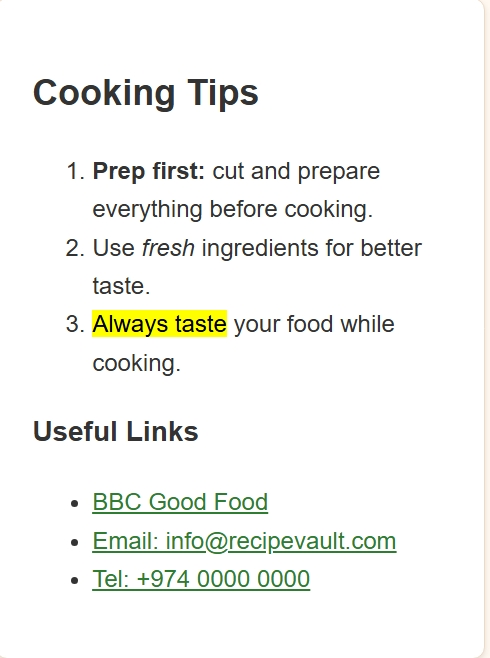 Cooking Tips
1. Prep first: cut and prepare
everything before cooking.
2. Use fresh ingredients for better
taste.
3. Always taste your food while
cooking.
Useful Links
• BBC Good Food
• Email: info@recipevault.com
• Tel: +974 0000 0000